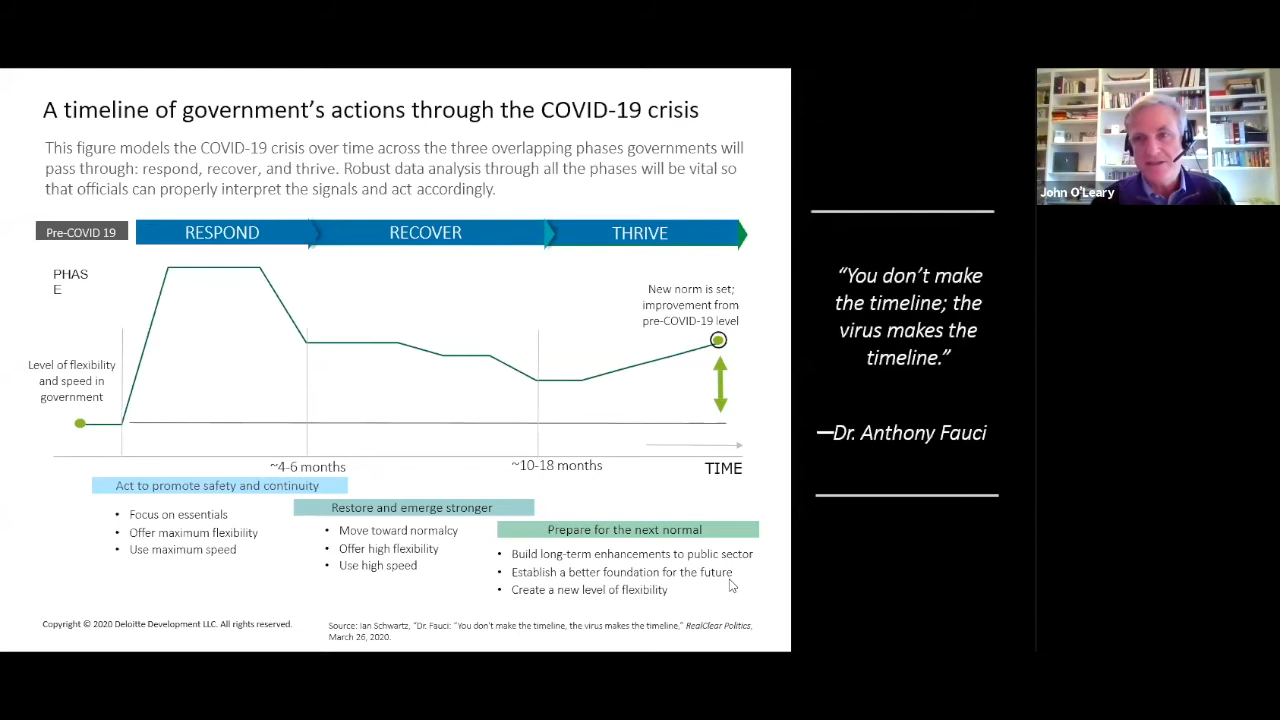 A timeline of government's actions through the COVID-19 crisis
This figure models the COVID-19 crisis over time across the three overlapping phases governments will
pass through: respond, recover, and thrive. Robust data analysis through all the phases will be vital so
that officials can properly interpret the signals and act accordingly.
Pre-COVID 19
RESPOND
RECOVER
THRIVE
PHAS
E
New norm is set;
improvement from
pre-COVID-19 level
Level of flexibility
and speed in
government
~4-6 months
~10-18 months
TIME
Act to promote safety and continuity
• Focus on essentials
• Offer maximum flexibility
• Use maximum speed
Restore and emerge stronger
• Move toward normalcy
• Offer high flexibility
• Use high speed
Prepare for the next normal
• Build long-term enhancements to public sector
• Establish a better foundation for the future
• Create a new level of flexibility
Copyright © 2020 Deloitte Development LLC. All rights reserved.
Source: Ian Schwartz, "Dr. Fauci: "You don't make the timeline, the virus makes the timeline," RealClear Politics,
March 26, 2020.
"You don't make
the timeline; the
virus makes the
timeline."
—Dr. Anthony Fauci
John O'Leary